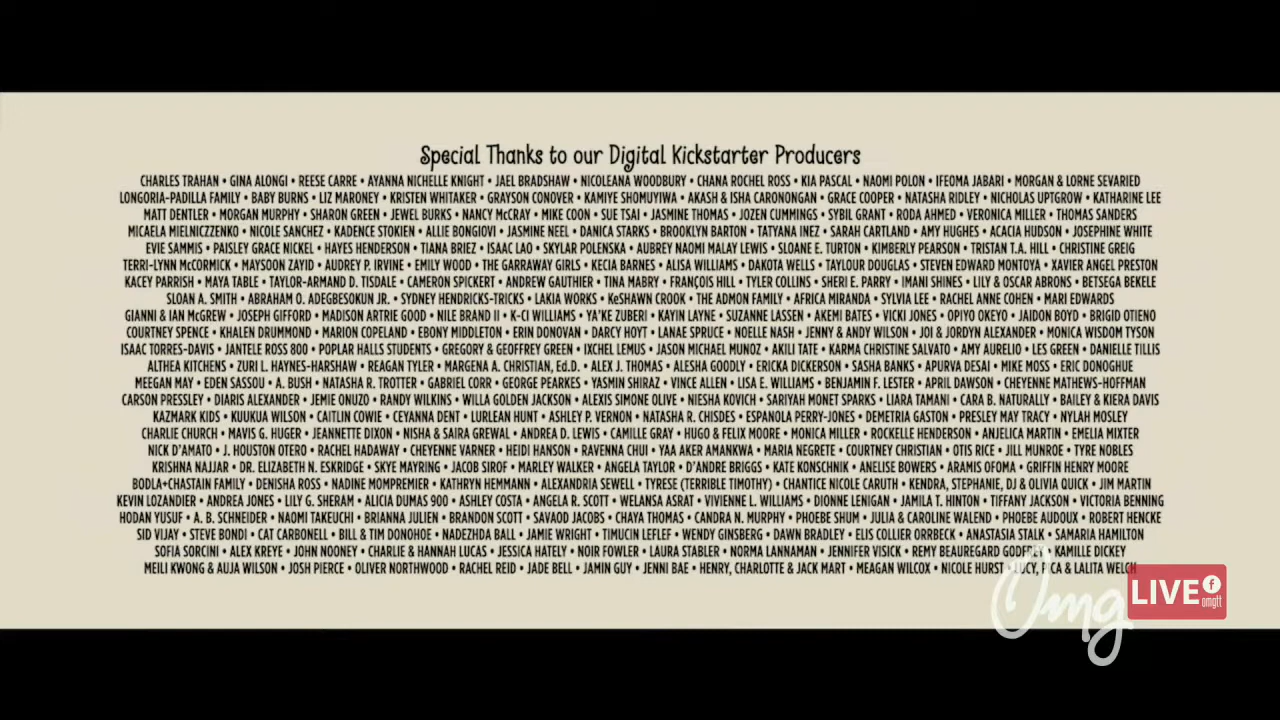 Special Thanks to our Digital Kickstarter Producers
CHARLES TRAHAN • GINA ALONGI • REESE CARRE • AYANNA NICHELLE KNIGHT • JAEL BRADSHAW • NICOLEANA WOODBURY • CHANA ROCHEL ROSS • KIA PASCAL • NAOMI POLON • IFEOMA JABARI • MORGAN & LORNE SEVARIED
LONGORIA-PADILLA FAMILY • BABY BURNS • LIZ MARONEY • KRISTEN WHITAKER • GRAYSON CONOVER • KAMIYE SHOMUYIWA • AKASH & ISHA CARONONGAN • GRACE COOPER • NATASHA RIDLEY • NICHOLAS UPTGROW • KATHARINE LEE
MATT DENTLER • MORGAN MURPHY • SHARON GREEN • JEWEL BURKS • NANCY McCRAY • MIKE COON • SUE TSAI • JASMINE THOMAS • JOZEN CUMMINGS • SYBIL GRANT • RODA AHMED • VERONICA MILLER • THOMAS SANDERS
MICAELA MIELNICZZENKO • NICOLE SANCHEZ • KADENCE STOKIEN • ALLIE BONGIOVI • JASMINE NEEL • DANICA STARKS • BROOKLYN BARTON • TATYANA INEZ • SARAH CARTLAND • AMY HUGHES • ACACIA HUDSON • JOSEPHINE WHITE
EVIE SAMMIS • PAISLEY GRACE NICKEL • HAYES HENDERSON • TIANA BRIEZ • ISAAC LAO • SKYLAR POLENSKA • AUBREY NAOMI MALAY LEWIS • SLOANE E. TURTON • KIMBERLY PEARSON • TRISTAN T.A. HILL • CHRISTINE GREIG
TERRI-LYNN McCORMICK • MAYSOON ZAYID • AUDREY P. IRVINE • EMILY WOOD • THE GARRAWAY GIRLS • KECIA BARNES • ALISA WILLIAMS • DAKOTA WELLS • TAYLOUR DOUGLAS • STEVEN EDWARD MONTOYA • XAVIER ANGEL PRESTON
KACEY PARRISH • MAYA TABLE • TAYLOR-ARMAND D. TISDALE • CAMERON SPICKERT • ANDREW GAUTHIER • TINA MABRY • FRANÇOIS HILL • TYLER COLLINS • SHERI E. PARRY • IMANI SHINES • LILY & OSCAR ABRONS • BETSEGA BEKELE
SLOAN A. SMITH • ABRAHAM O. ADEGBESOKUN JR. • SYDNEY HENDRICKS-TRICKS • LAKIA WORKS • KeSHAWN CROOK • THE ADMON FAMILY • AFRICA MIRANDA • SYLVIA LEE • RACHEL ANNE COHEN • MARI EDWARDS
GIANNI & IAN McGREW • JOSEPH GIFFORD • MADISON ARTRIE GOOD • NILE BRAND II • K-CI WILLIAMS • YA'KE ZUBERI • KAYIN LAYNE • SUZANNE LASSEN • AKEMI BATES • VICKI JONES • OPIYO OKEYO • JAIDON BOYD • BRIGID OTIENO
COURTNEY SPENCE • KHALEN DRUMMOND • MARION COPELAND • EBONY MIDDLETON • ERIN DONOVAN • DARCY HOYT • LANAE SPRUCE • NOELLE NASH • JENNY & ANDY WILSON • JOI & JORDYN ALEXANDER • MONICA WISDOM TYSON
ISAAC TORRES-DAVIS • JANTELE ROSS 800 • POPLAR HALLS STUDENTS • GREGORY & GEOFFREY GREEN • IXCHEL LEMUS • JASON MICHAEL MUNOZ • AKILI TATE • KARMA CHRISTINE SALVATO • AMY AURELIO • LES GREEN • DANIELLE TILLIS
ALTHEA KITCHENS • ZURI L. HAYNES-HARSHAW • REAGAN TYLER • MARGENA A. CHRISTIAN, Ed.D. • ALEX J. THOMAS • ALESHA GOODLY • ERICKA DICKERSON • SASHA BANKS • APURVA DESAI • MIKE MOSS • ERIC DONOGHUE
MEEGAN MAY • EDEN SASSOU • A. BUSH • NATASHA R. TROTTER • GABRIEL CORR • GEORGE PEARKES • YASMIN SHIRAZ • VINCE ALLEN • LISA E. WILLIAMS • BENJAMIN F. LESTER • APRIL DAWSON • CHEYENNE MATHEWS-HOFFMAN
CARSON PRESSLEY • DIARIS ALEXANDER • JEMIE ONUZO • RANDY WILKINS • WILLA GOLDEN JACKSON • ALEXIS SIMONE OLIVE • NIESHA KOVICH • SARIYAH MONET SPARKS • LIARA TAMANI • CARA B. NATURALLY • BAILEY & KIERA DAVIS
KAZMARK KIDS • KUUKUA WILSON • CAITLIN COWIE • CEYANNA DENT • LURLEAN HUNT • ASHLEY P. VERNON • NATASHA R. CHISDES • ESPANOLA PERRY-JONES • DEMETRIA GASTON • PRESLEY MAY TRACY • NYLAH MOSLEY
CHARLIE CHURCH • MAVIS G. HUGER • JEANNETTE DIXON • NISHA & SAIRA GREWAL • ANDREA D. LEWIS • CAMILLE GRAY • HUGO & FELIX MOORE • MONICA MILLER • ROCKELLE HENDERSON • ANJELICA MARTIN • EMELIA MIXTER
NICK D'AMATO • J. HOUSTON OTERO • RACHEL HADAWAY • CHEYENNE VARNER • HEIDI HANSON • RAVENNA CHUI • YAA AKER AMANKWA • MARIA NEGRETE • COURTNEY CHRISTIAN • OTIS RICE • JILL MUNROE • TYRE NOBLES
KRISHNA NAJJAR • DR. ELIZABETH N. ESKRIDGE • SKYE MAYRING • JACOB SIROF • MARLEY WALKER • ANGELA TAYLOR • D'ANDRE BRIGGS • KATE KONSCHNIK • ANELISE BOWERS • ARAMIS OFOMA • GRIFFIN HENRY MOORE
BODLA+CHASTAIN FAMILY • DENISHA ROSS • NADINE MOMPREMIER • KATHRYN HEMMANN • ALEXANDRIA SEWELL • TYRESE (TERRIBLE TIMOTHY) • CHANTICE NICOLE CARUTH • KENDRA, STEPHANIE, DJ & OLIVIA QUICK • JIM MARTIN
KEVIN LOZANDIER • ANDREA JONES • LILY G. SHERAM • ALICIA DUMAS 900 • ASHLEY COSTA • ANGELA R. SCOTT • WELANSA ASRAT • VIVIENNE L. WILLIAMS • DIONNE LENIGAN • JAMILA T. HINTON • TIFFANY JACKSON • VICTORIA BENNING
HODAN YUSUF • A. B. SCHNEIDER • NAOMI TAKEUCHI • BRIANNA JULIEN • BRANDON SCOTT • SAVAOD JACOBS • CHAYA THOMAS • CANDRA N. MURPHY • PHOEBE SHUM • JULIA & CAROLINE WALEND • PHOEBE AUDOUX • ROBERT HENCKE
SID VIJAY • STEVE BONDI • CAT CARBONELL • BILL & TIM DONOHOE • NADEZHDA BALL • JAMIE WRIGHT • TIMUCIN LEFLEF • WENDY GINSBERG • DAWN BRADLEY • ELIS COLLIER ORRBECK • ANASTASIA STALK • SAMARIA HAMILTON
SOFIA SORCINI • ALEX KREYE • JOHN NOONEY • CHARLIE & HANNAH LUCAS • JESSICA HATELY • NOIR FOWLER • LAURA STABLER • NORMA LANNAMAN • JENNIFER VISICK • REMY BEAUREGARD GODFREY • KAMILLE DICKEY
MEILI KWONG & AUJA WILSON • JOSH PIERCE • OLIVER NORTHWOOD • RACHEL REID • JADE BELL • JAMIN GUY • JENNI BAE • HENRY, CHARLOTTE & JACK MART • MEAGAN WILCOX • NICOLE HURST • LUCY, PICA & LALITA WELCH
Omg LIVE f omgtt